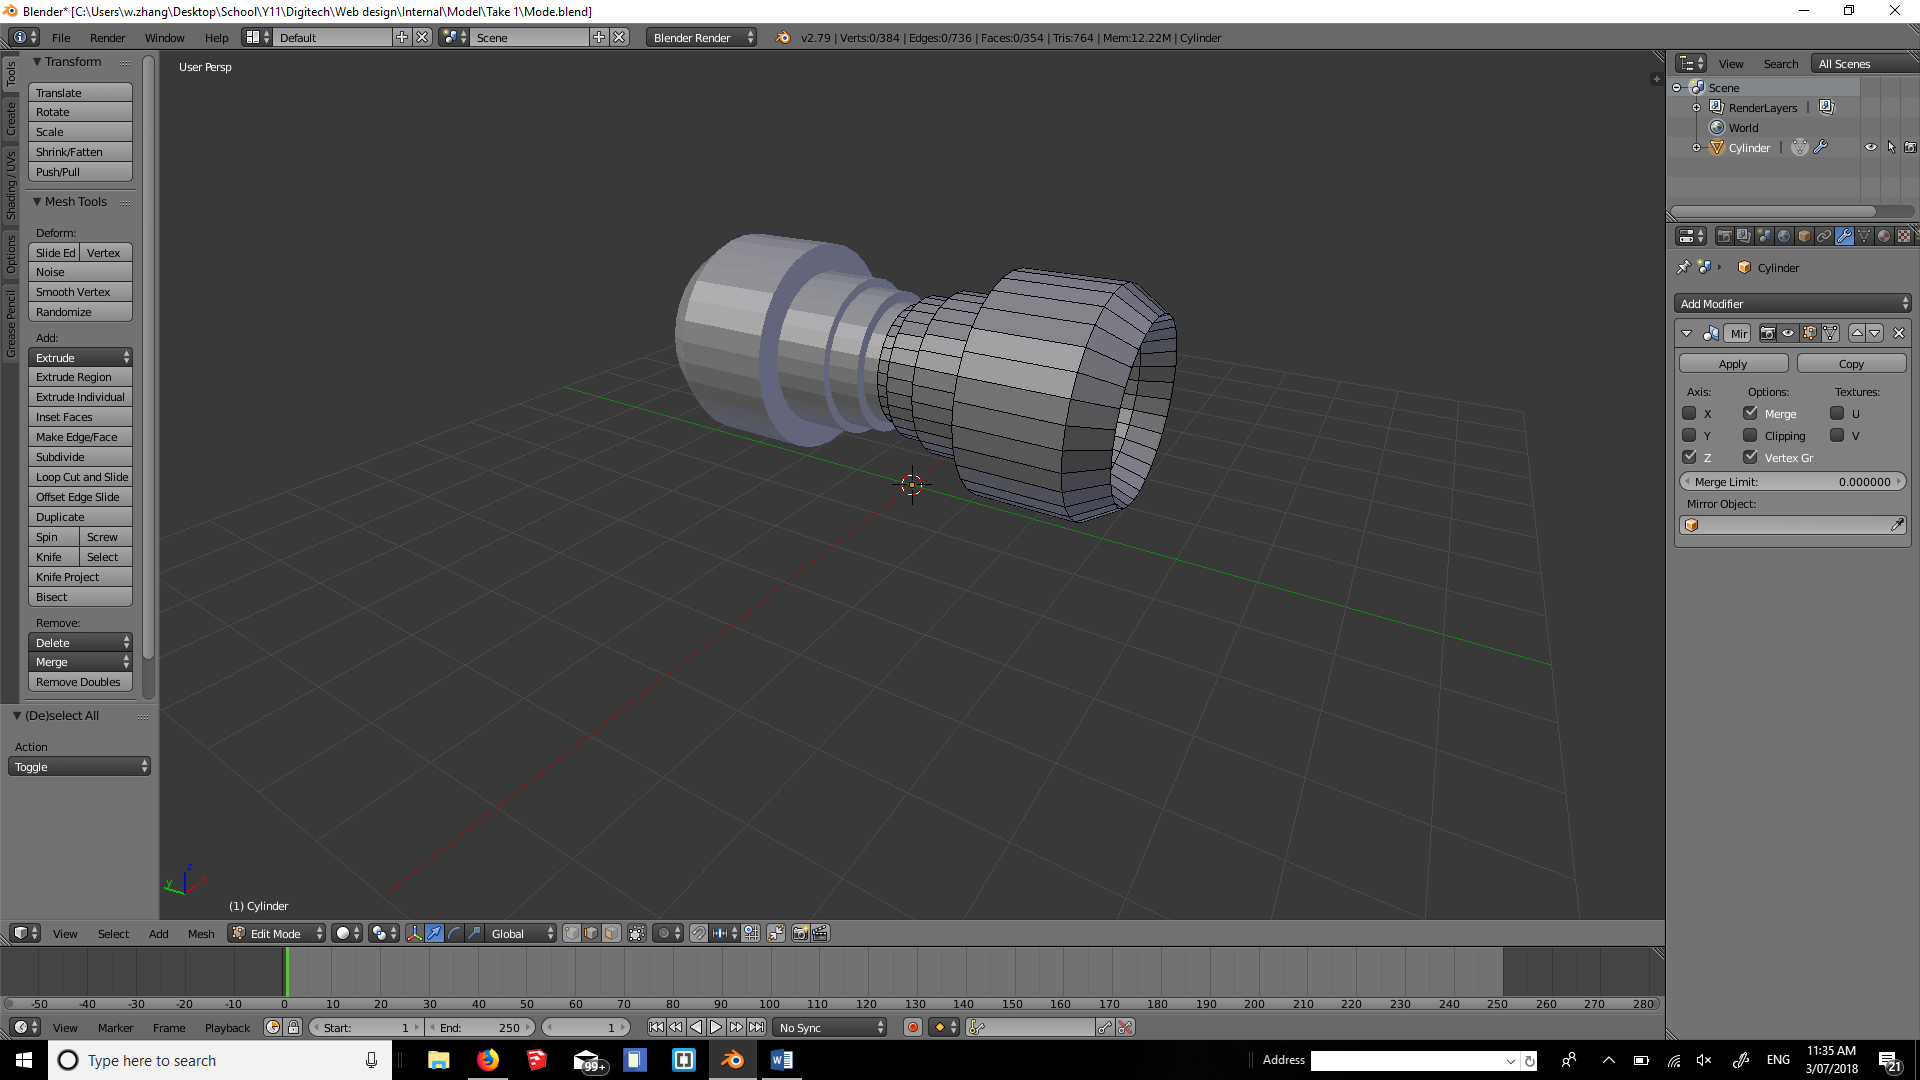 Blender* [C:\Users\w.zhang\Desktop\School\Y11\Digitech\Web design\Internal\Model\Take 1\Mode.blend]
File Render Window Help Default Scene Blender Render v2.79 | Verts:0/384 | Edges:0/736 | Faces:0/354 | Tris:764 | Mem:12.22M | Cylinder
Tools
Create
Shading / UVs
Options
Grease Pencil
Transform
Translate
Rotate
Scale
Shrink/Fatten
Push/Pull
Mesh Tools
Deform:
Slide Ed Vertex
Noise
Smooth Vertex
Randomize
Add:
Extrude
Extrude Region
Extrude Individual
Inset Faces
Make Edge/Face
Subdivide
Loop Cut and Slide
Offset Edge Slide
Duplicate
Spin Screw
Knife Select
Knife Project
Bisect
Remove:
Delete
Merge
Remove Doubles
(De)select All
Action
Toggle
User Persp
z
y x
(1) Cylinder
View Search All Scenes
Scene
RenderLayers |
World
Cylinder |
Cylinder
Add Modifier
Mir
Apply Copy
Axis: Options: Textures:
X Merge U
Y Clipping V
Z Vertex Gr
Merge Limit: 0.000000
Mirror Object:
View Select Add Mesh Edit Mode Global
-50 -40 -30 -20 -10 0 10 20 30 40 50 60 70 80 90 100 110 120 130 140 150 160 170 180 190 200 210 220 230 240 250 260 270 280
View Marker Frame Playback Start: 1 End: 250 1 No Sync
Type here to search 99+ Address ENG 11:35 AM
3/07/2018 21